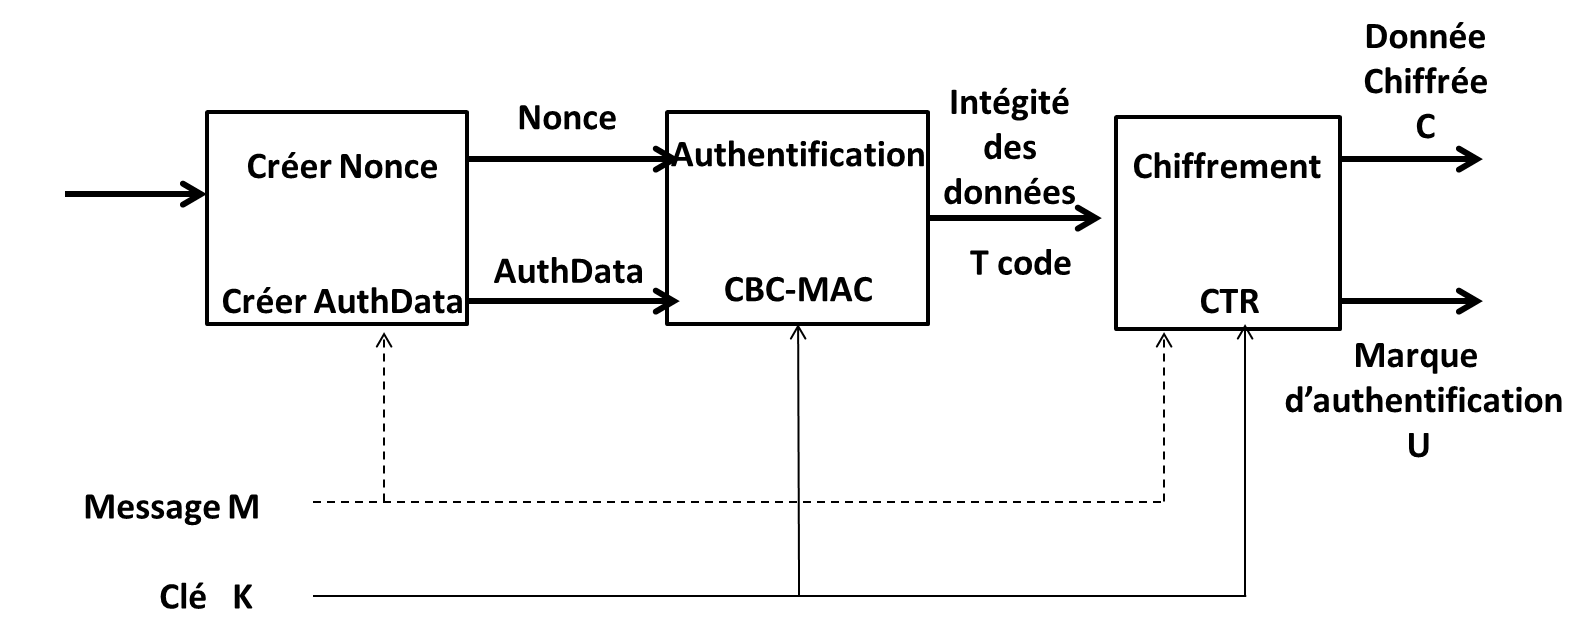 Créer Nonce
Créer AuthData
Nonce
AuthData
Authentification
CBC-MAC
Intégité
des
données
T code
Chiffrement
CTR
Donnée
Chiffrée
C
Marque
d’authentification
U
Message M
Clé K